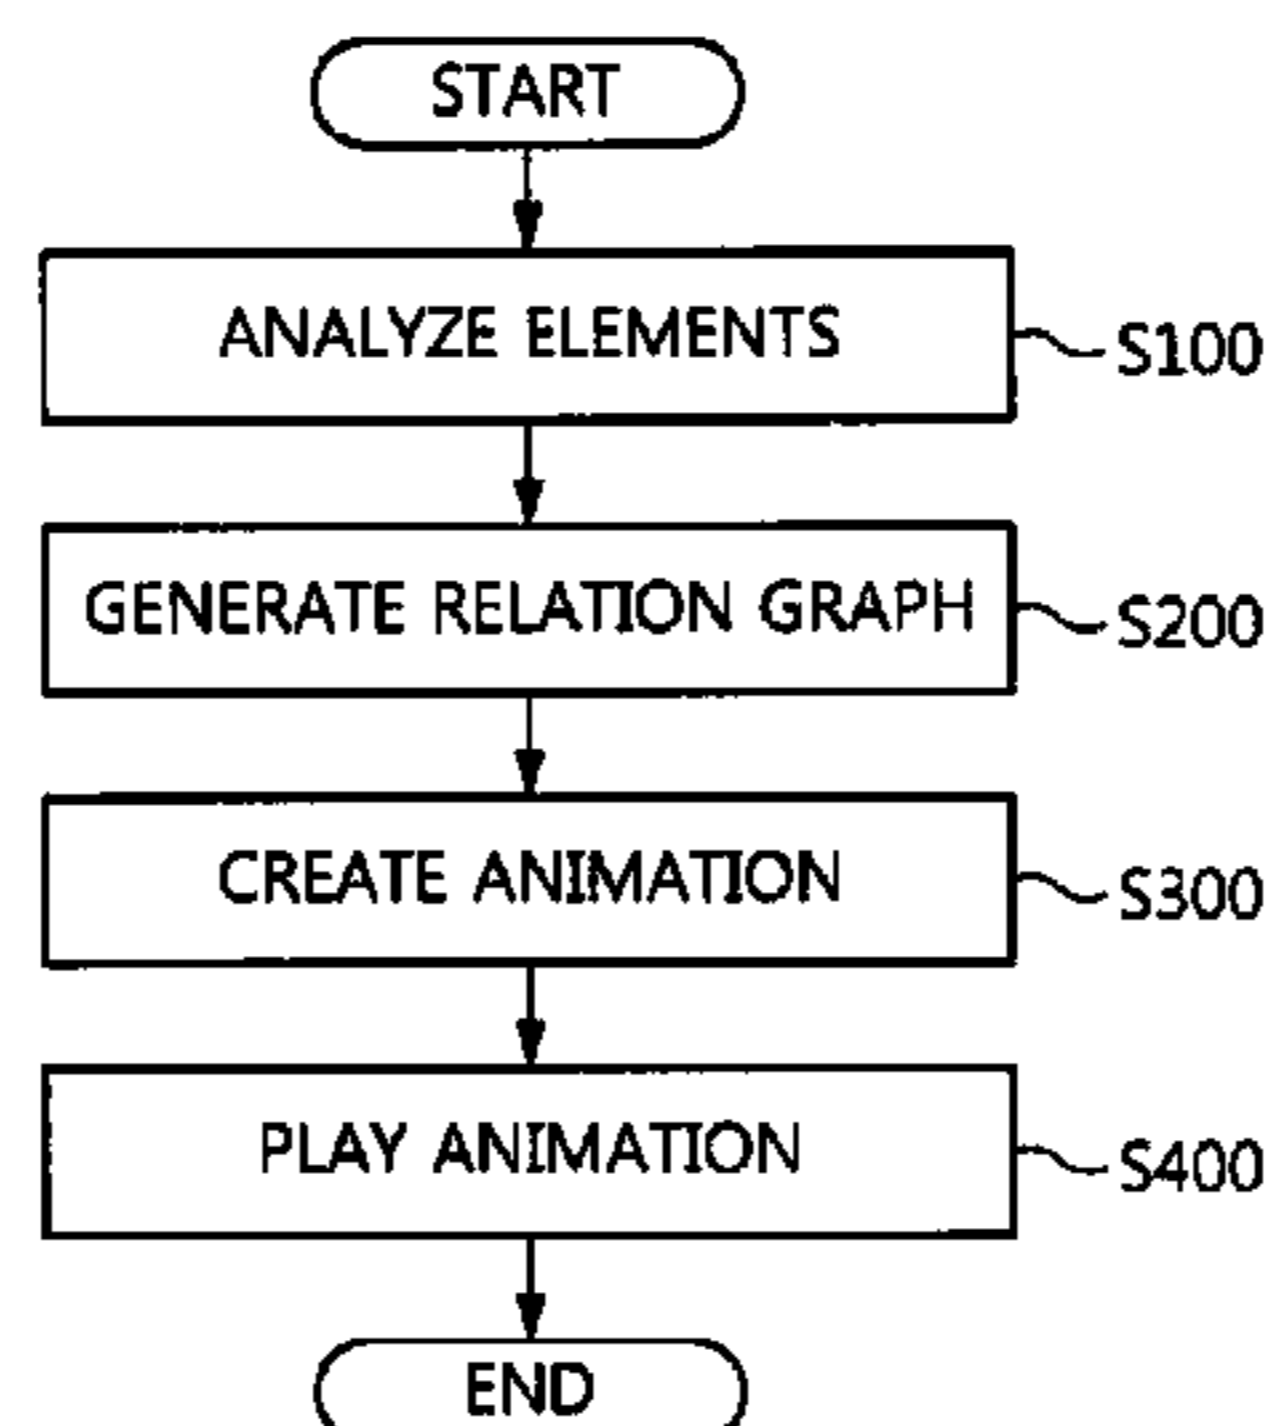 START
ANALYZE ELEMENTS
S100
GENERATE RELATION GRAPH
S200
CREATE ANIMATION
S300
PLAY ANIMATION
S400
END